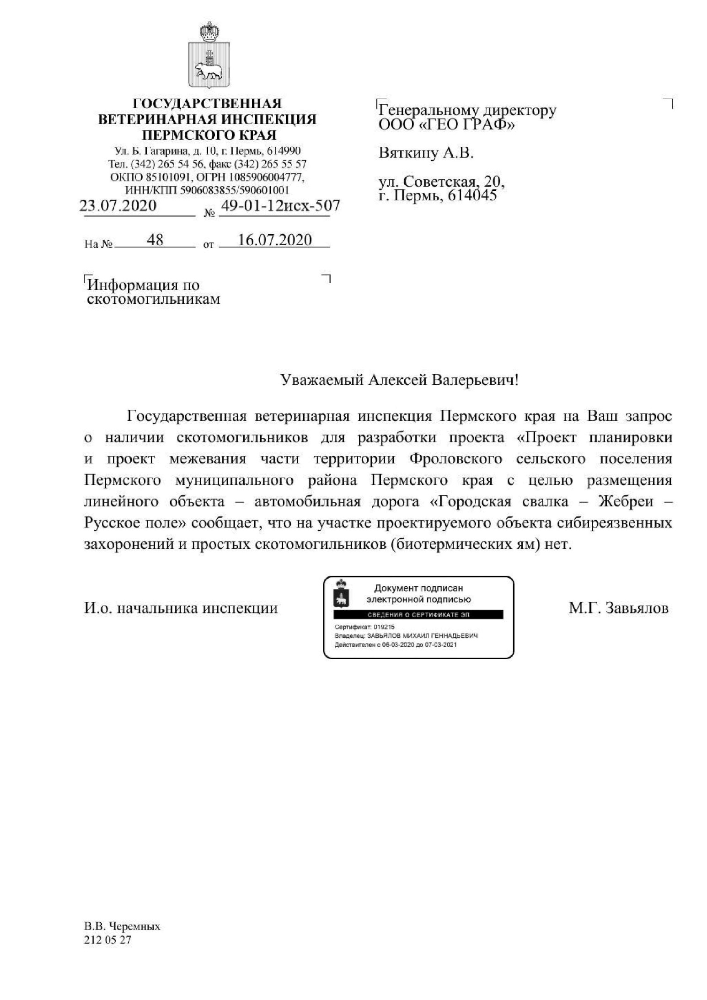 ГОСУДАРСТВЕННАЯ
ВЕТЕРИНАРНАЯ ИНСПЕКЦИЯ
ПЕРМСКОГО КРАЯ
Ул. Б. Гагарина, д. 10, г. Пермь, 614990
Тел. (342) 265 54 56, факс (342) 265 55 57
ОКПО 85101091, ОГРН 1085906004777,
ИНН/КПП 5906083855/590601001
23.07.2020 № 49-01-12исх-507
На № 48 от 16.07.2020
Генеральному директору
ООО «ГЕО ГРАФ»
Вяткину А.В.
ул. Советская, 20,
г. Пермь, 614045
Информация по
скотомогильникам
Уважаемый Алексей Валерьевич!
Государственная ветеринарная инспекция Пермского края на Ваш запрос
о наличии скотомогильников для разработки проекта «Проект планировки
и проект межевания части территории Фроловского сельского поселения
Пермского муниципального района Пермского края с целью размещения
линейного объекта – автомобильная дорога «Городская свалка – Жебреи –
Русское поле» сообщает, что на участке проектируемого объекта сибиреязвенных
захоронений и простых скотомогильников (биотермических ям) нет.
И.о. начальника инспекции
Документ подписан
электронной подписью
СВЕДЕНИЯ О СЕРТИФИКАТЕ ЭП
Сертификат: 019215
Владелец: ЗАВЬЯЛОВ МИХАИЛ ГЕННАДЬЕВИЧ
Действителен с 06-03-2020 до 07-03-2021
М.Г. Завьялов
В.В. Черемных
212 05 27